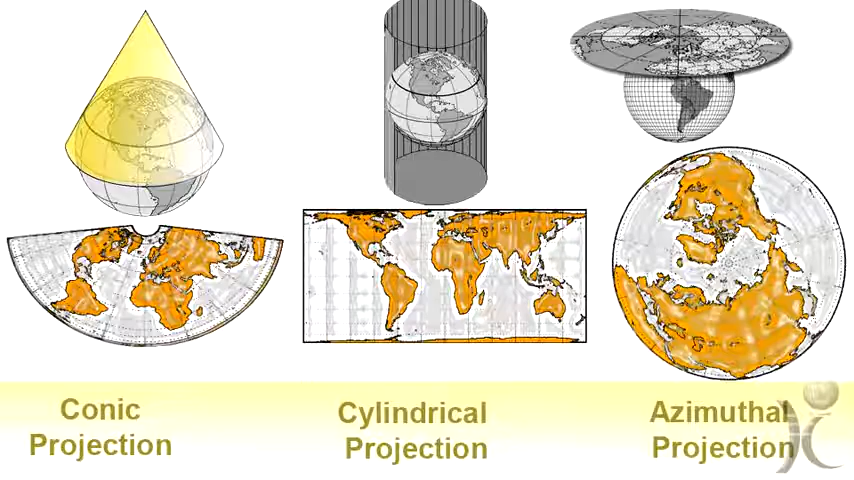 Conic
Projection
Cylindrical
Projection
Azimuthal
Projection